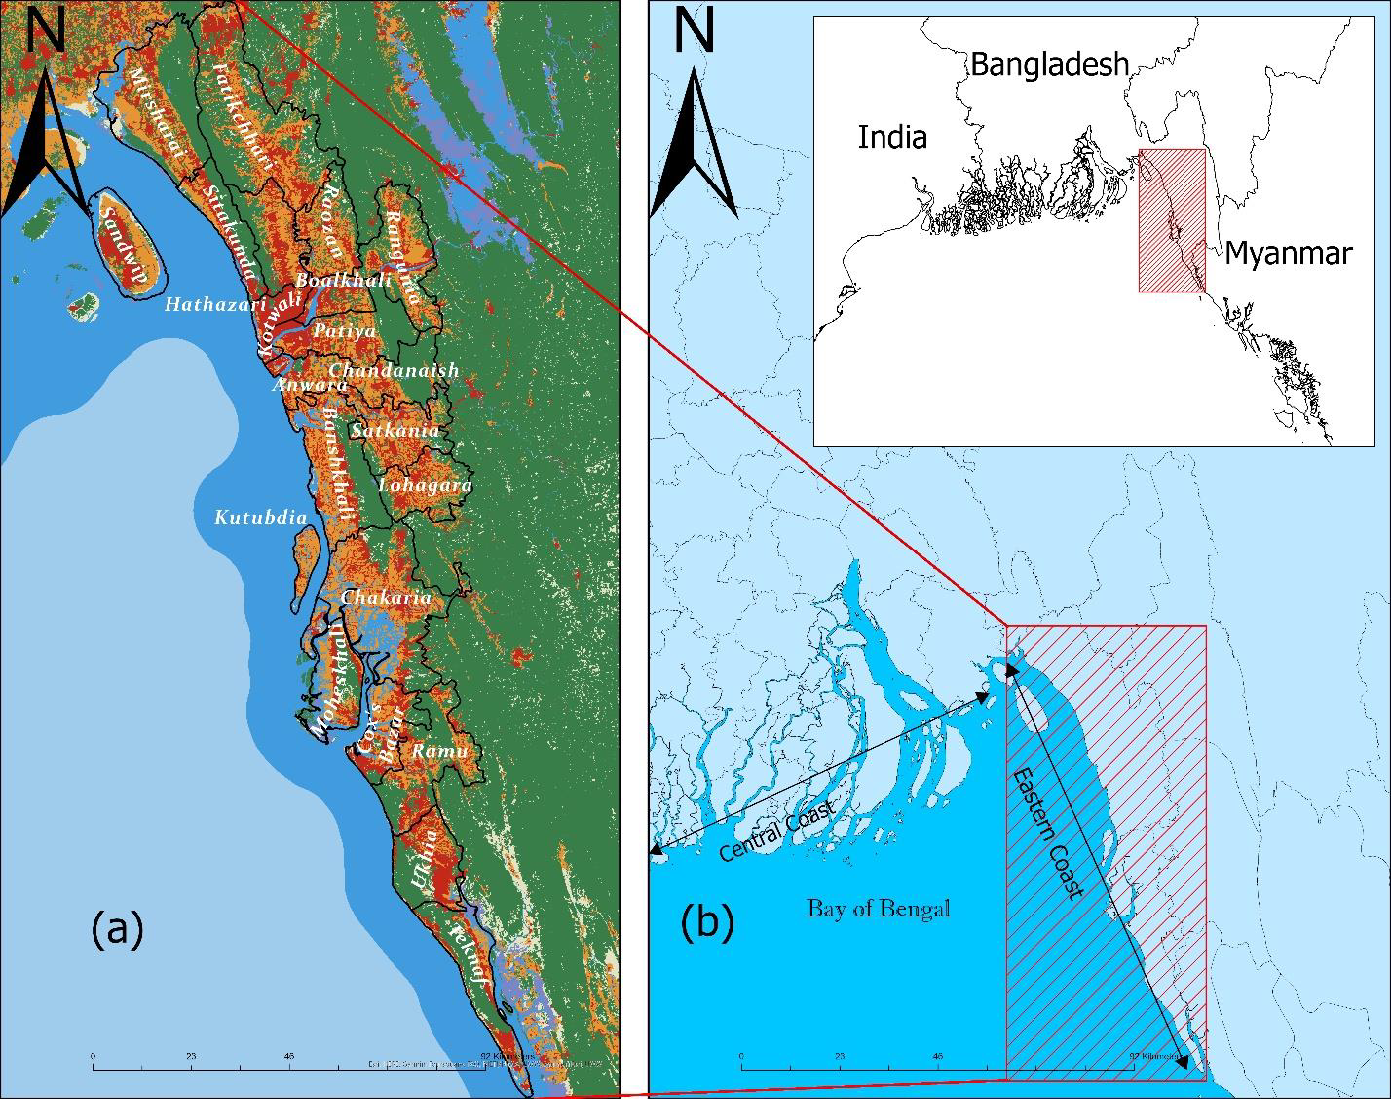 N
Mirsharai
Fatikchhari
Sandwip
Sitakunda
Raozan
Rangunia
Boalkhali
Hathazari
Kotwali
Patiya
Chandanaish
Anwara
Banshkhali
Satkania
Lohagara
Kutubdia
Chakaria
Moheskhali
Cox's
Bazar
Ramu
Ukhia
Teknaf
(a)
0 23 46 92 Kilometers
N
Bangladesh
India
Myanmar
Central Coast
Eastern Coast
Bay of Bengal
(b)
0 23 46 92 Kilometers